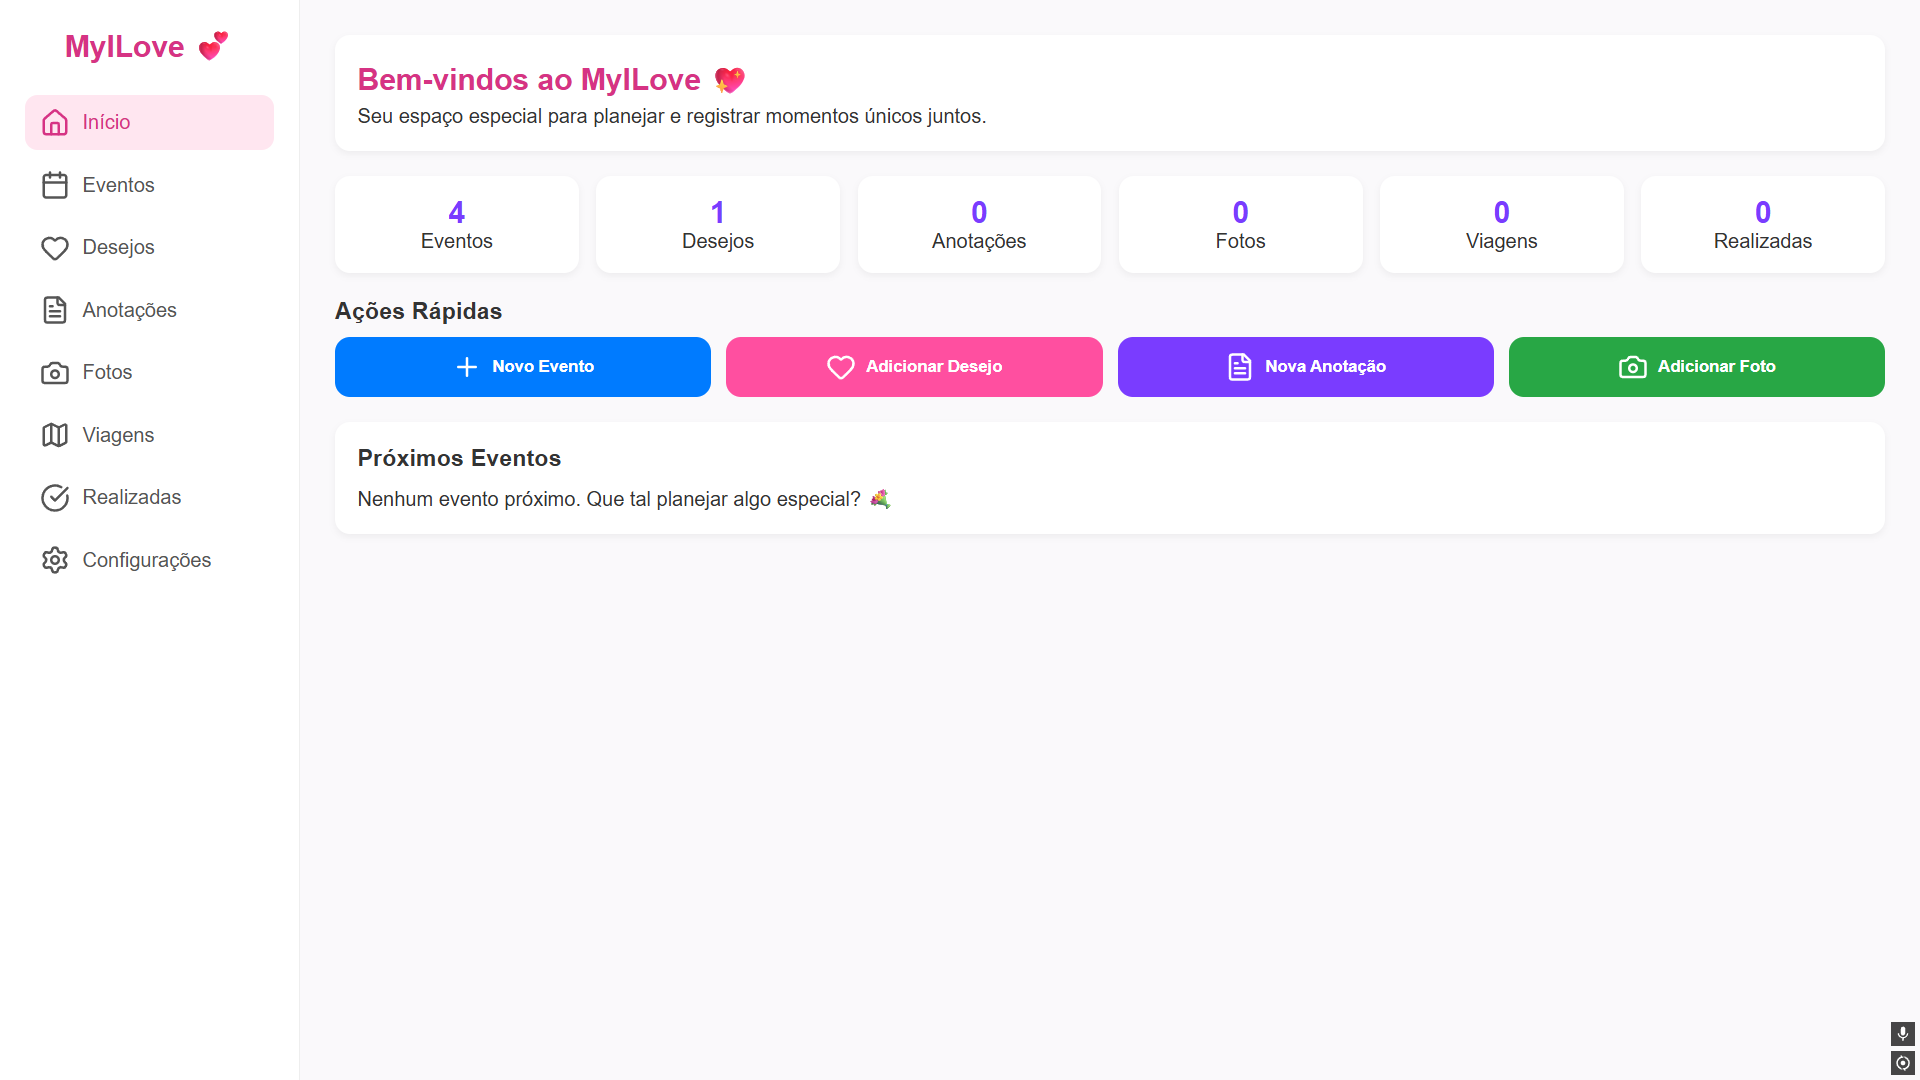 MyILove 💕
Início
Eventos
Desejos
Anotações
Fotos
Viagens
Realizadas
Configurações
Bem-vindos ao MyILove 💖
Seu espaço especial para planejar e registrar momentos únicos juntos.
4
Eventos
1
Desejos
0
Anotações
0
Fotos
0
Viagens
0
Realizadas
Ações Rápidas
Novo Evento
Adicionar Desejo
Nova Anotação
Adicionar Foto
Próximos Eventos
Nenhum evento próximo. Que tal planejar algo especial? 💐